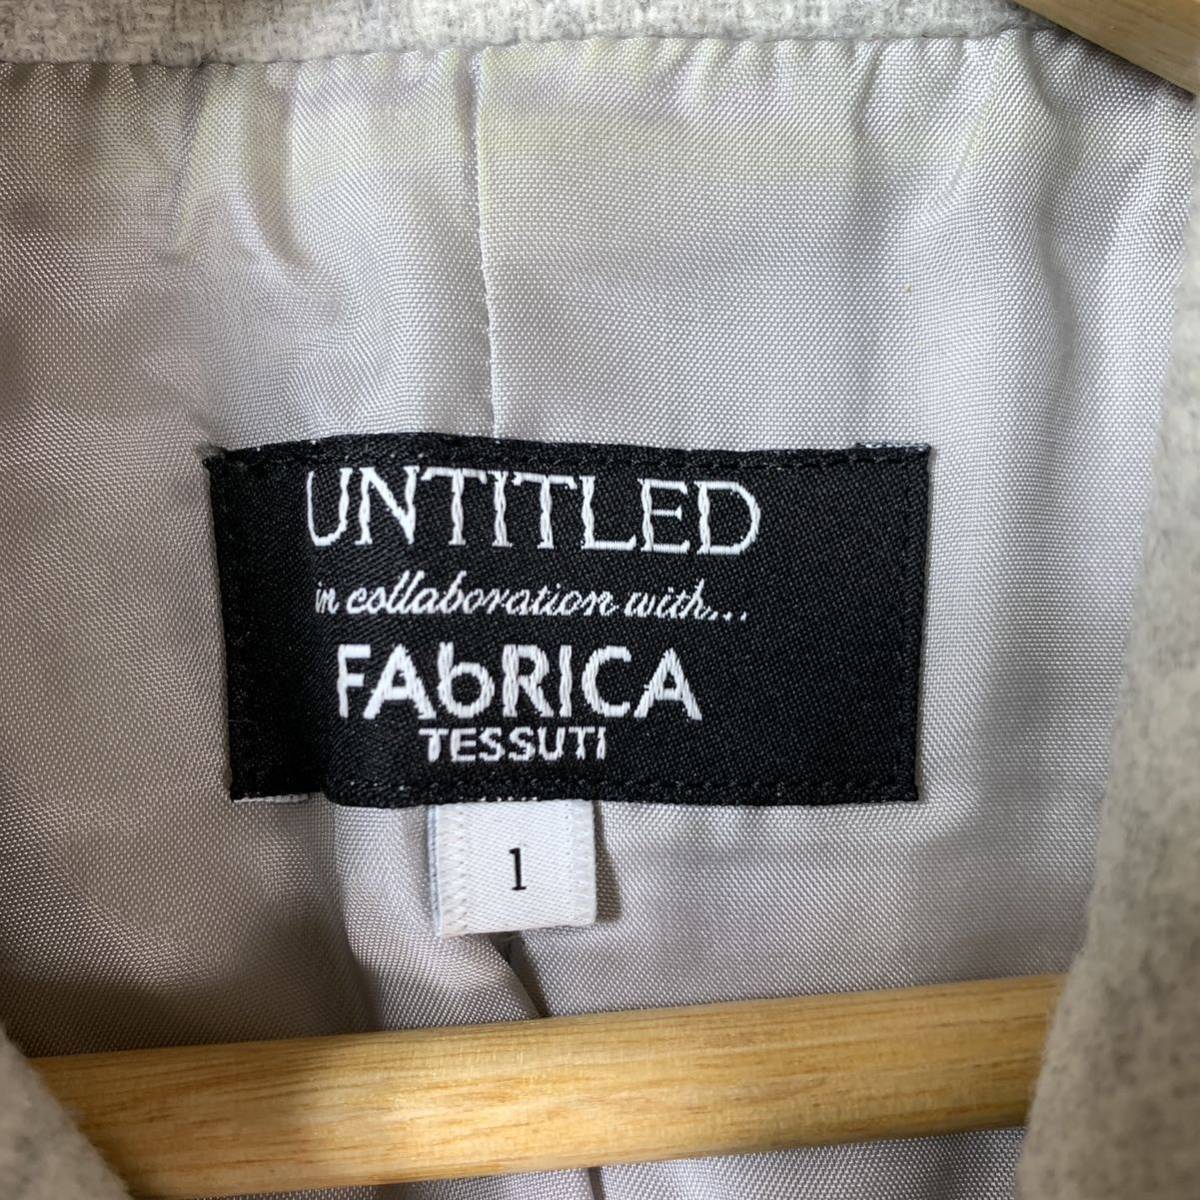 UNTITLED
in collaboration with...
FAbRICA
TESSUTI
1